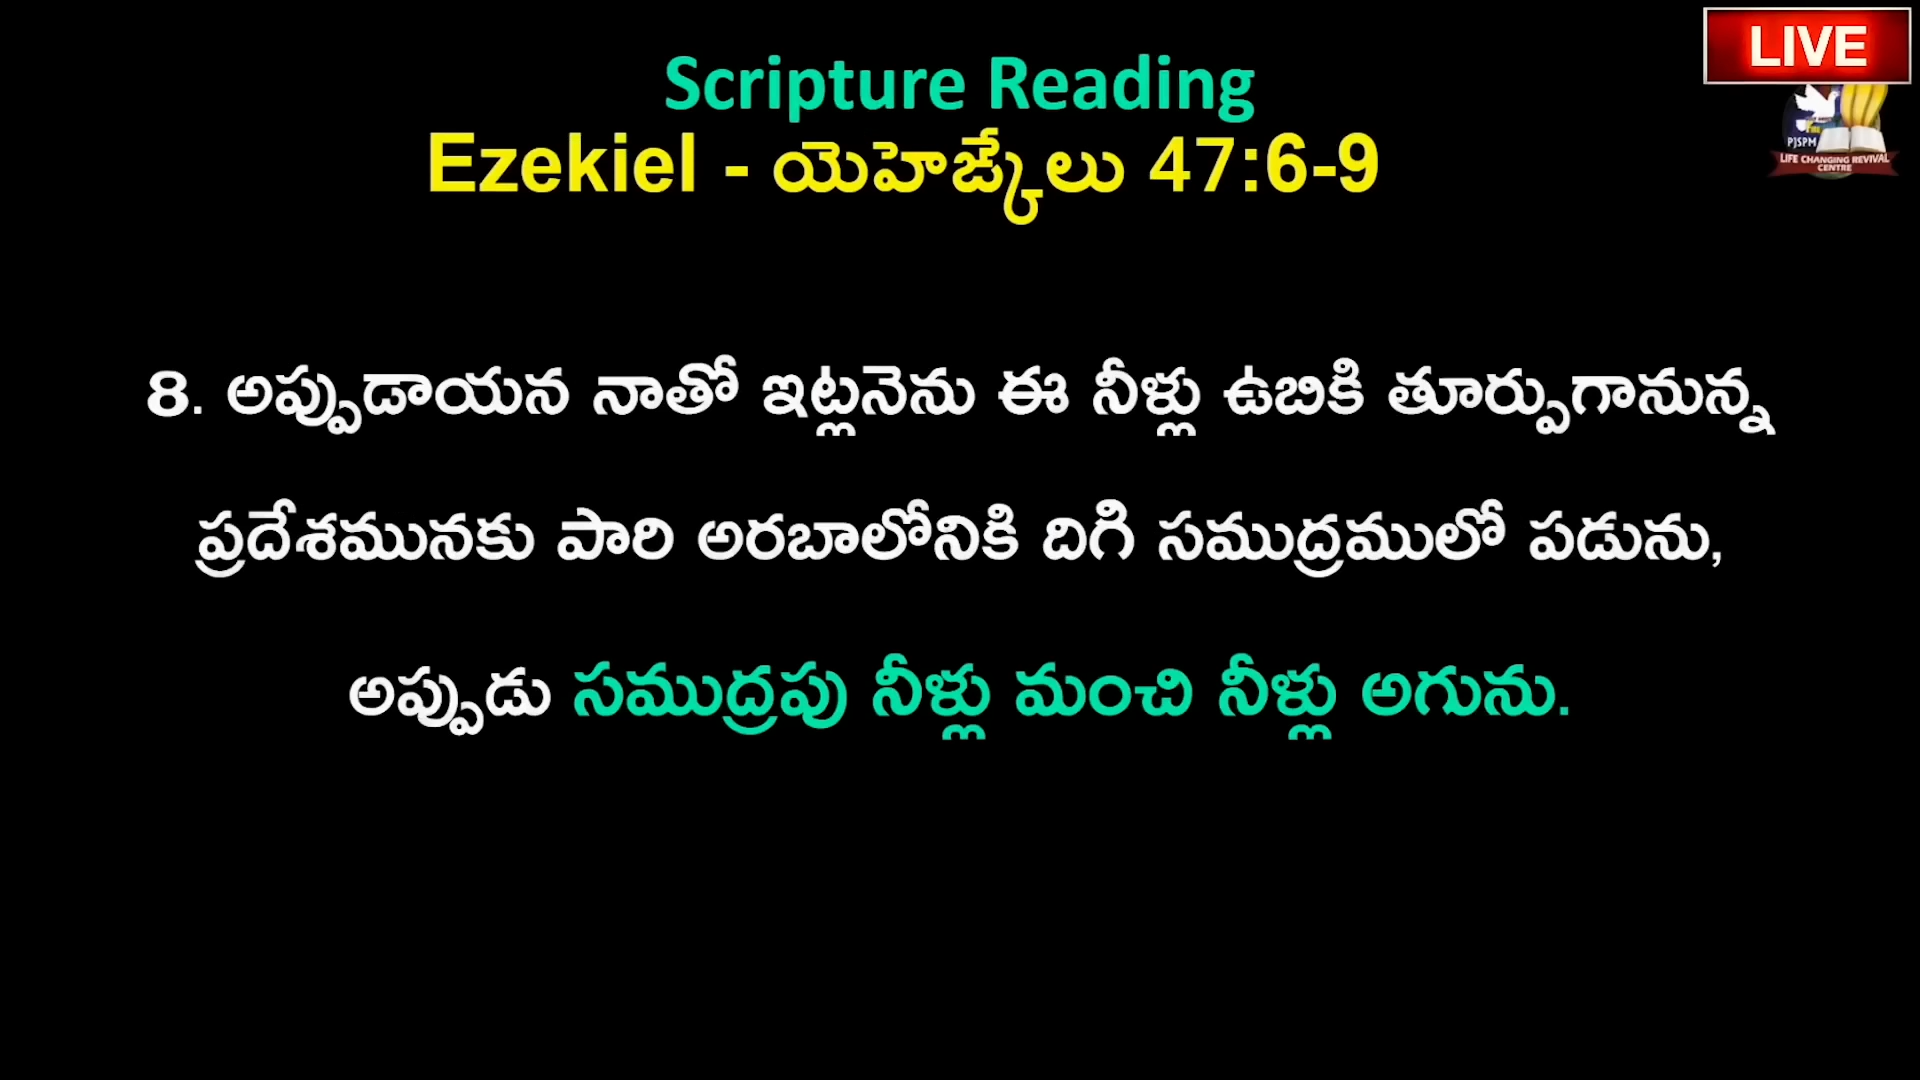 LIVE
Scripture Reading
Ezekiel - యెహెఙ్కేలు 47:6-9
PJSPM
LIFE CHANGING REVIVAL
CENTRE
8. అప్పుడాయన నాతో ఇట్లనెను ఈ నీళ్లు ఉబికి తూర్పుగానున్న
ప్రదేశమునకు పారి అరబాలోనికి దిగి సముద్రములో పడును,
అప్పుడు సముద్రపు నీళ్లు మంచి నీళ్లు అగును.